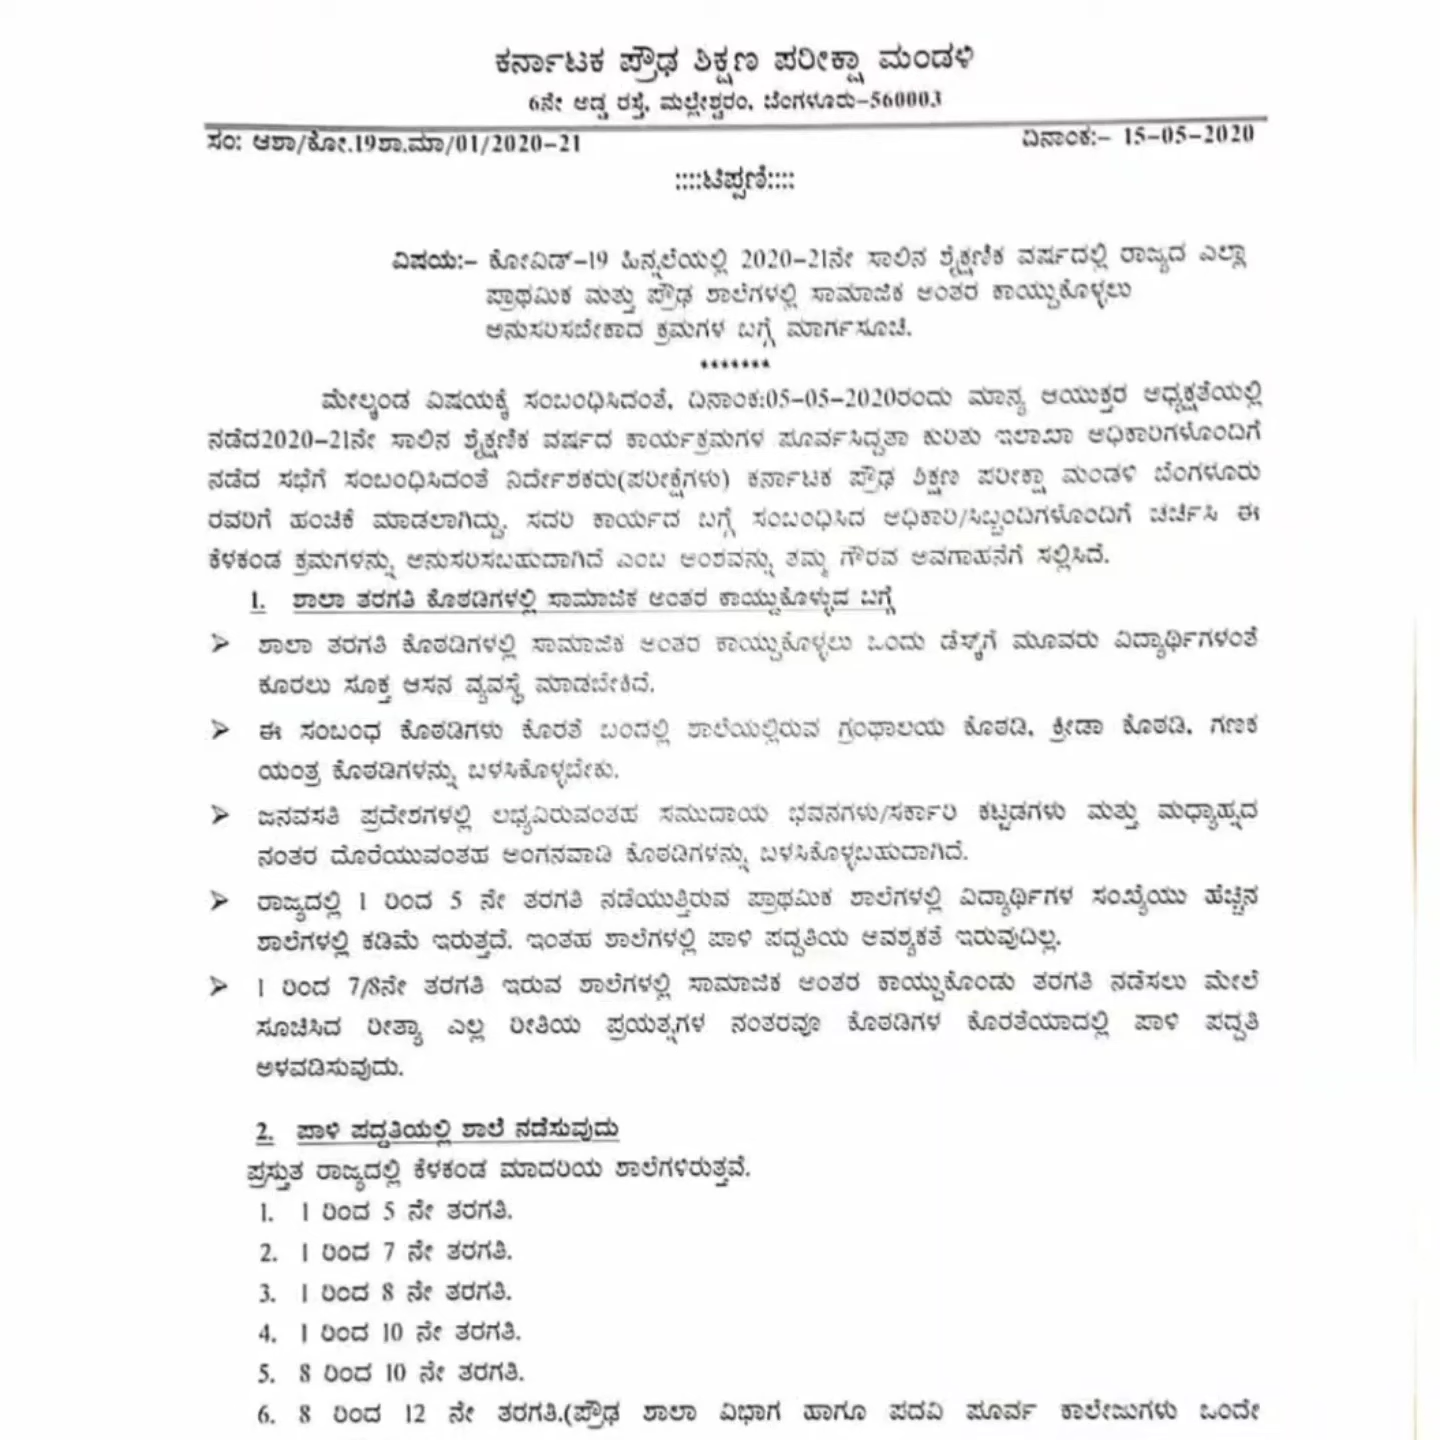 ಕರ್ನಾಟಕ ಪ್ರೌಢ ಶಿಕ್ಷಣ ಪರೀಕ್ಷಾ ಮಂಡಳಿ
6ನೇ ಅಡ್ಡ ರಸ್ತೆ, ಮಲ್ಲೇಶ್ವರಂ, ಬೆಂಗಳೂರು-560003
ಸಂ: ಆಶಾ/ಕೋ.19ಶಾ.ಮಾ/01/2020-21 ದಿನಾಂಕ:- 15-05-2020
::::ಟಿಪ್ಪಣಿ::::
ವಿಷಯ:- ಕೋವಿಡ್-19 ಹಿನ್ನಲೆಯಲ್ಲಿ 2020-21ನೇ ಸಾಲಿನ ಶೈಕ್ಷಣಿಕ ವರ್ಷದಲ್ಲಿ ರಾಜ್ಯದ ಎಲ್ಲಾ
ಪ್ರಾಥಮಿಕ ಮತ್ತು ಪ್ರೌಢ ಶಾಲೆಗಳಲ್ಲಿ ಸಾಮಾಜಿಕ ಅಂತರ ಕಾಯ್ದುಕೊಳ್ಳಲು
ಅನುಸರಿಸಬೇಕಾದ ಕ್ರಮಗಳ ಬಗ್ಗೆ ಮಾರ್ಗಸೂಚಿ.
*******
ಮೇಲ್ಕಂಡ ವಿಷಯಕ್ಕೆ ಸಂಬಂಧಿಸಿದಂತೆ, ದಿನಾಂಕ:05-05-2020ರಂದು ಮಾನ್ಯ ಆಯುಕ್ತರ ಅಧ್ಯಕ್ಷತೆಯಲ್ಲಿ
ನಡೆದ2020-21ನೇ ಸಾಲಿನ ಶೈಕ್ಷಣಿಕ ವರ್ಷದ ಕಾರ್ಯಕ್ರಮಗಳ ಪೂರ್ವಸಿದ್ದತಾ ಕುರಿತು ಇಲಾಖಾ ಅಧಿಕಾರಿಗಳೊಂದಿಗೆ
ನಡೆದ ಸಭೆಗೆ ಸಂಬಂಧಿಸಿದಂತೆ ನಿರ್ದೇಶಕರು(ಪರೀಕ್ಷೆಗಳು) ಕರ್ನಾಟಕ ಪ್ರೌಢ ಶಿಕ್ಷಣ ಪರೀಕ್ಷಾ ಮಂಡಳಿ ಬೆಂಗಳೂರು
ರವರಿಗೆ ಹಂಚಿಕೆ ಮಾಡಲಾಗಿದ್ದು, ಸದರಿ ಕಾರ್ಯದ ಬಗ್ಗೆ ಸಂಬಂಧಿಸಿದ ಅಧಿಕಾರಿ/ಸಿಬ್ಬಂದಿಗಳೊಂದಿಗೆ ಚರ್ಚಿಸಿ ಈ
ಕೆಳಕಂಡ ಕ್ರಮಗಳನ್ನು ಅನುಸರಿಸಬಹುದಾಗಿದೆ ಎಂಬ ಅಂಶವನ್ನು ತಮ್ಮ ಗೌರವ ಅವಗಾಹನೆಗೆ ಸಲ್ಲಿಸಿದೆ.
1. ಶಾಲಾ ತರಗತಿ ಕೊಠಡಿಗಳಲ್ಲಿ ಸಾಮಾಜಿಕ ಅಂತರ ಕಾಯ್ದುಕೊಳ್ಳುದ ಬಗ್ಗೆ
➢ ಶಾಲಾ ತರಗತಿ ಕೊಠಡಿಗಳಲ್ಲಿ ಸಾಮಾಜಿಕ ಅಂತರ ಕಾಯ್ದುಕೊಳ್ಳಲು ಒಂದು ಡೆಸ್ಕ್‌ಗೆ ಮೂವರು ವಿದ್ಯಾರ್ಥಿಗಳಂತೆ
ಕೂರಲು ಸೂಕ್ತ ಆಸನ ವ್ಯವಸ್ಥೆ ಮಾಡಬೇಕಿದೆ.
➢ ಈ ಸಂಬಂಧ ಕೊಠಡಿಗಳು ಕೊರತೆ ಬಂದಲ್ಲಿ ಶಾಲೆಯಲ್ಲಿರುವ ಗ್ರಂಥಾಲಯ ಕೊಠಡಿ, ಕ್ರೀಡಾ ಕೊಠಡಿ, ಗಣಕ
ಯಂತ್ರ ಕೊಠಡಿಗಳನ್ನು ಬಳಸಿಕೊಳ್ಳಬೇಕು.
➢ ಜನವಸತಿ ಪ್ರದೇಶಗಳಲ್ಲಿ ಲಭ್ಯವಿರುವಂತಹ ಸಮುದಾಯ ಭವನಗಳು/ಸರ್ಕಾರಿ ಕಟ್ಟಡಗಳು ಮತ್ತು ಮಧ್ಯಾಹ್ನದ
ನಂತರ ದೊರೆಯುವಂತಹ ಅಂಗನವಾಡಿ ಕೊಠಡಿಗಳನ್ನು ಬಳಸಿಕೊಳ್ಳಬಹುದಾಗಿದೆ.
➢ ರಾಜ್ಯದಲ್ಲಿ 1 ರಿಂದ 5 ನೇ ತರಗತಿ ನಡೆಯುತ್ತಿರುವ ಪ್ರಾಥಮಿಕ ಶಾಲೆಗಳಲ್ಲಿ ವಿದ್ಯಾರ್ಥಿಗಳ ಸಂಖ್ಯೆಯು ಹೆಚ್ಚಿನ
ಶಾಲೆಗಳಲ್ಲಿ ಕಡಿಮೆ ಇರುತ್ತದೆ. ಇಂತಹ ಶಾಲೆಗಳಲ್ಲಿ ಪಾಳಿ ಪದ್ದತಿಯ ಅವಶ್ಯಕತೆ ಇರುವುದಿಲ್ಲ.
➢ 1 ರಿಂದ 7/8ನೇ ತರಗತಿ ಇರುವ ಶಾಲೆಗಳಲ್ಲಿ ಸಾಮಾಜಿಕ ಅಂತರ ಕಾಯ್ದುಕೊಂಡು ತರಗತಿ ನಡೆಸಲು ಮೇಲೆ
ಸೂಚಿಸಿದ ರೀತ್ಯಾ ಎಲ್ಲ ರೀತಿಯ ಪ್ರಯತ್ನಗಳ ನಂತರವೂ ಕೊಠಡಿಗಳ ಕೊರತೆಯಾದಲ್ಲಿ ಪಾಳಿ ಪದ್ದತಿ
ಅಳವಡಿಸುವುದು.
2. ಪಾಳಿ ಪದ್ದತಿಯಲ್ಲಿ ಶಾಲೆ ನಡೆಸುವುದು
ಪ್ರಸ್ತುತ ರಾಜ್ಯದಲ್ಲಿ ಕೆಳಕಂಡ ಮಾದರಿಯ ಶಾಲೆಗಳಿರುತ್ತವೆ.
1. 1 ರಿಂದ 5 ನೇ ತರಗತಿ.
2. 1 ರಿಂದ 7 ನೇ ತರಗತಿ.
3. 1 ರಿಂದ 8 ನೇ ತರಗತಿ.
4. 1 ರಿಂದ 10 ನೇ ತರಗತಿ.
5. 8 ರಿಂದ 10 ನೇ ತರಗತಿ.
6. 8 ರಿಂದ 12 ನೇ ತರಗತಿ.(ಪ್ರೌಢ ಶಾಲಾ ವಿಭಾಗ ಹಾಗೂ ಪದವಿ ಪೂರ್ವ ಕಾಲೇಜುಗಳು ಒಂದೇ